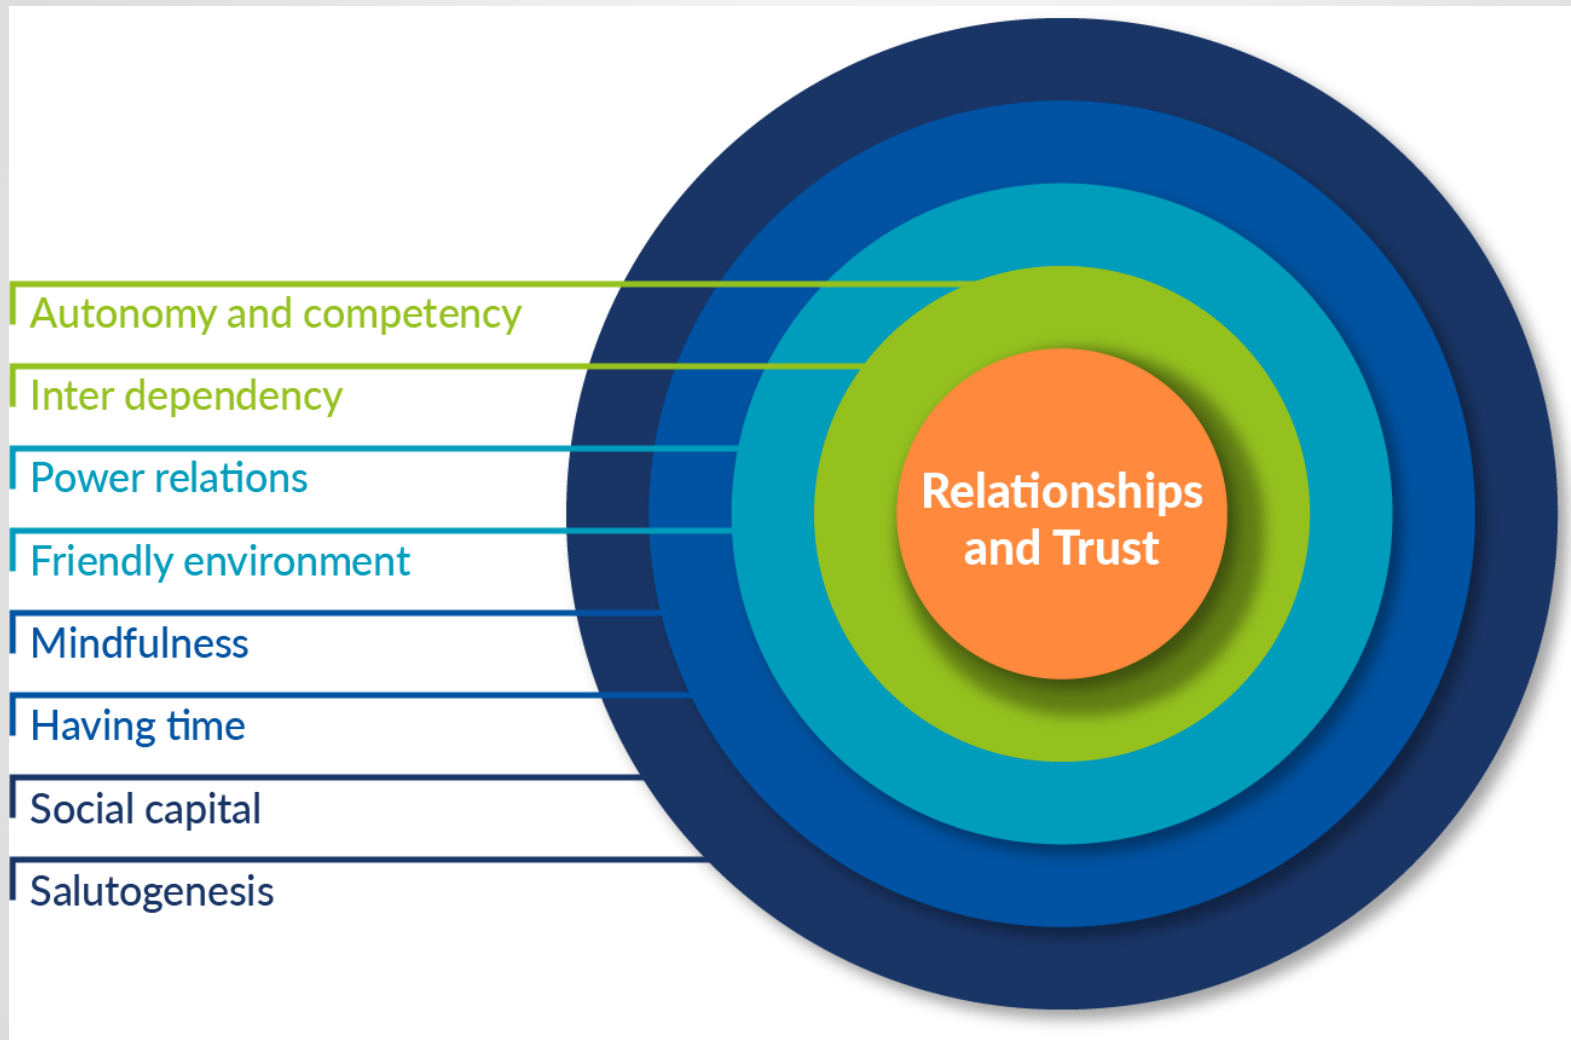 Autonomy and competency
Inter dependency
Power relations
Friendly environment
Mindfulness
Having time
Social capital
Salutogenesis
Relationships
and Trust